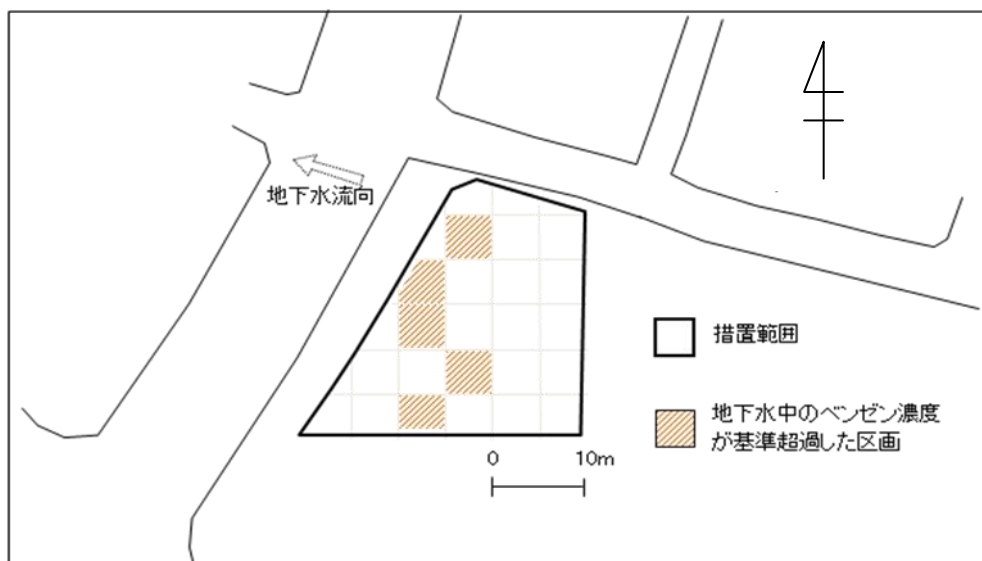 地下水流向
措置範囲
地下水中のベンゼン濃度
が基準超過した区画
0 10m